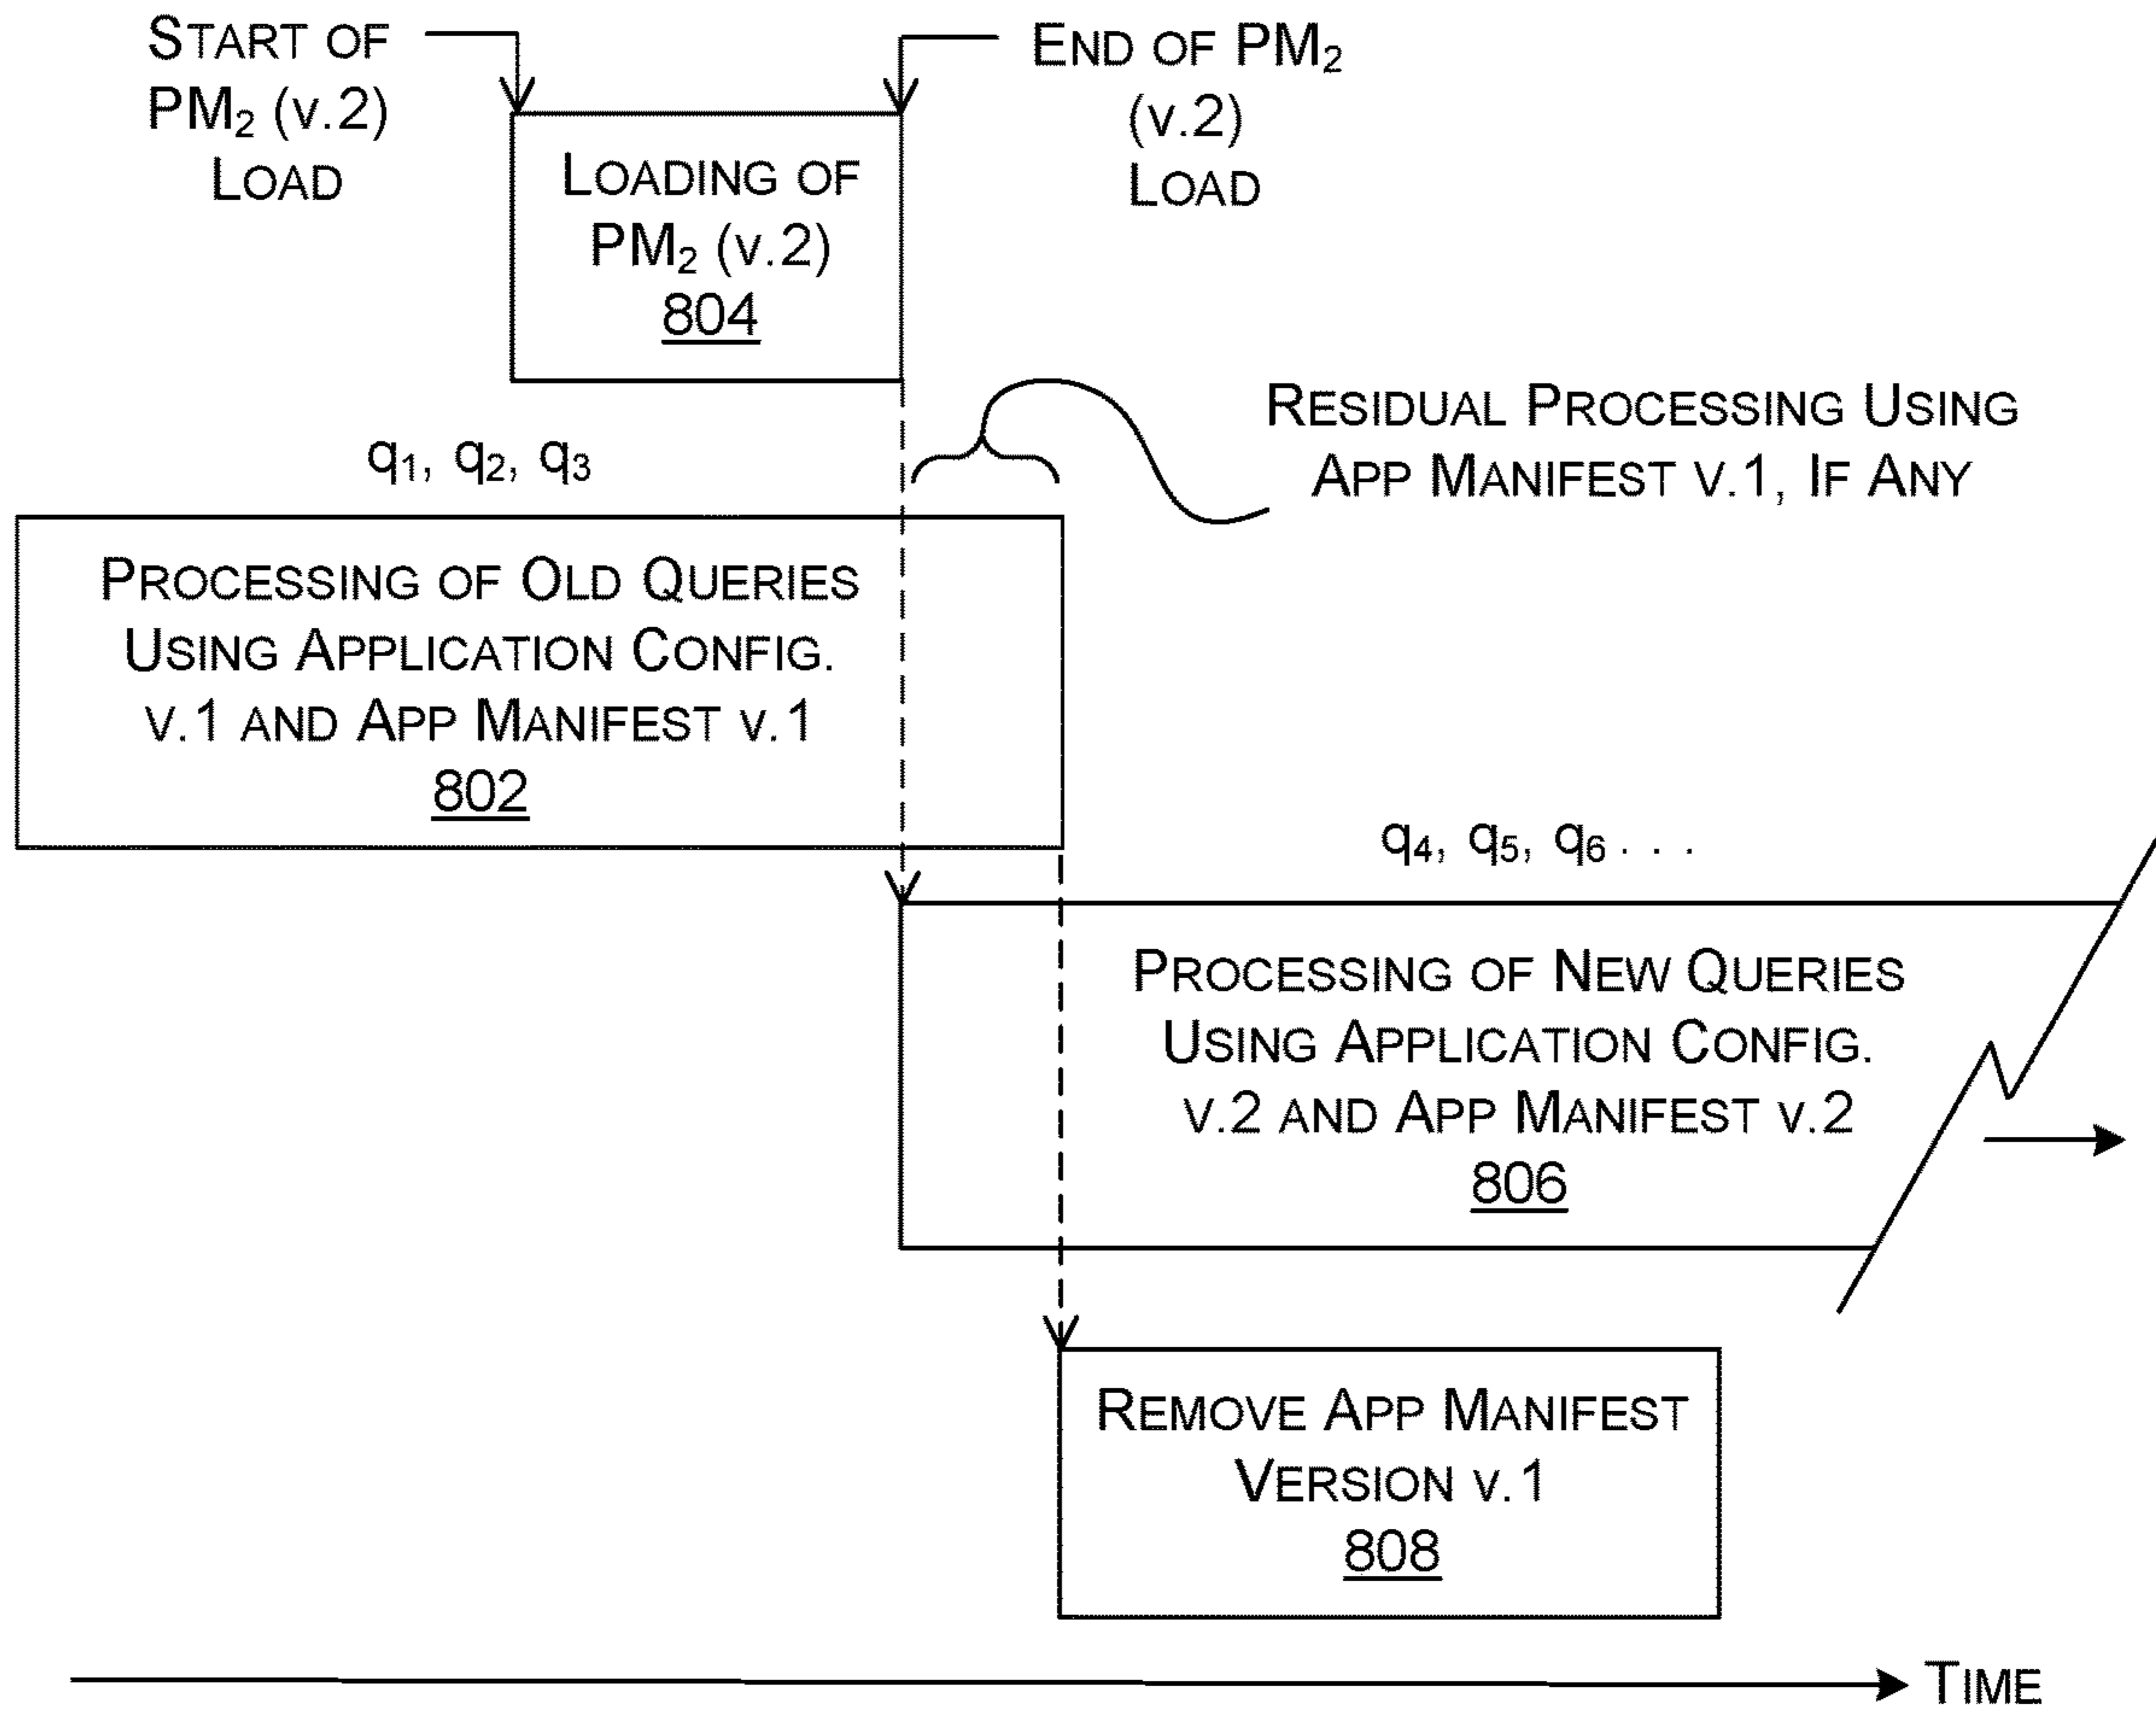 START OF
PM₂ (v.2)
LOAD
END OF PM₂
(v.2)
LOAD
LOADING OF
PM₂ (v.2)
804
RESIDUAL PROCESSING USING
APP MANIFEST V.1, IF ANY
q₁, q₂, q₃
PROCESSING OF OLD QUERIES
USING APPLICATION CONFIG.
V.1 AND APP MANIFEST V.1
802
q₄, q₅, q₆ . . .
PROCESSING OF NEW QUERIES
USING APPLICATION CONFIG.
V.2 AND APP MANIFEST V.2
806
REMOVE APP MANIFEST
VERSION V.1
808
TIME